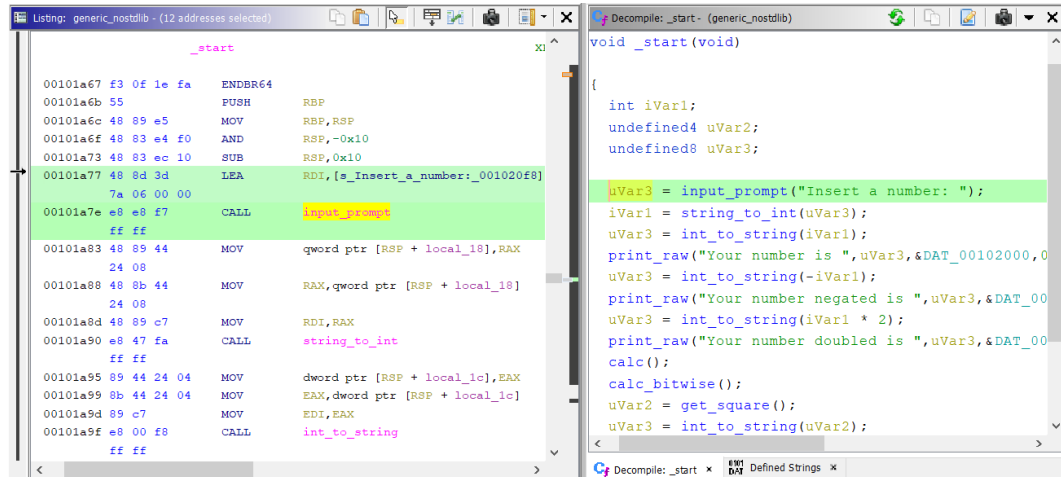 Listing: generic_nostdlib - (12 addresses selected)
_start
00101a67 f3 0f 1e fa ENDBR64
00101a6b 55 PUSH RBP
00101a6c 48 89 e5 MOV RBP,RSP
00101a6f 48 83 e4 f0 AND RSP,-0x10
00101a73 48 83 ec 10 SUB RSP,0x10
00101a77 48 8d 3d LEA RDI,[s_Insert_a_number:_001020f8]
7a 06 00 00
00101a7e e8 e8 f7 CALL input_prompt
ff ff
00101a83 48 89 44 MOV qword ptr [RSP + local_18],RAX
24 08
00101a88 48 8b 44 MOV RAX,qword ptr [RSP + local_18]
24 08
00101a8d 48 89 c7 MOV RDI,RAX
00101a90 e8 47 fa CALL string_to_int
ff ff
00101a95 89 44 24 04 MOV dword ptr [RSP + local_1c],EAX
00101a99 8b 44 24 04 MOV EAX,dword ptr [RSP + local_1c]
00101a9d 89 c7 MOV EDI,EAX
00101a9f e8 00 f8 CALL int_to_string
ff ff
Decompile: _start - (generic_nostdlib)
void _start(void)
{
int iVar1;
undefined4 uVar2;
undefined8 uVar3;
uVar3 = input_prompt("Insert a number: ");
iVar1 = string_to_int(uVar3);
uVar3 = int_to_string(iVar1);
print_raw("Your number is ",uVar3,&DAT_00102000,0
uVar3 = int_to_string(-iVar1);
print_raw("Your number negated is ",uVar3,&DAT_00
uVar3 = int_to_string(iVar1 * 2);
print_raw("Your number doubled is ",uVar3,&DAT_00
calc();
calc_bitwise();
uVar2 = get_square();
uVar3 = int_to_string(uVar2);
Decompile: _start × Defined Strings ×